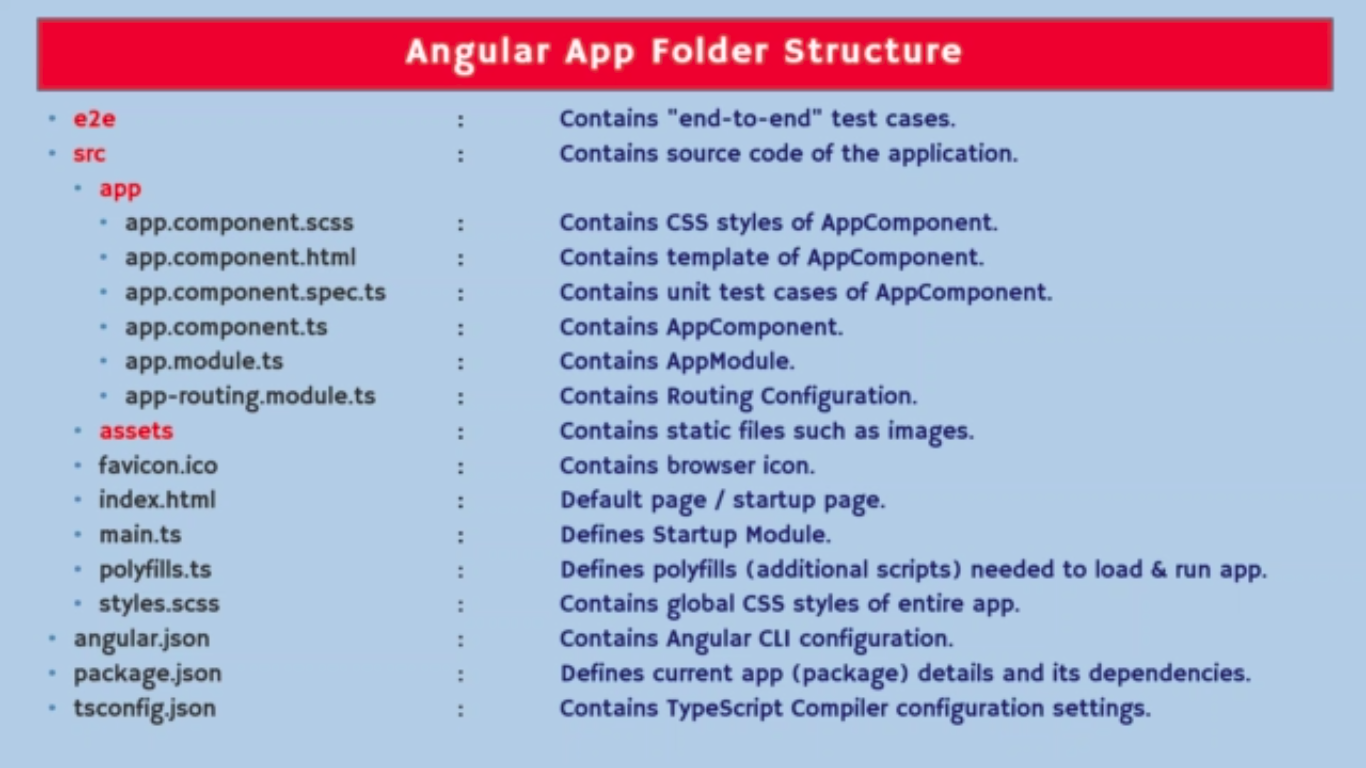 Angular App Folder Structure
• e2e : Contains "end-to-end" test cases.
• src : Contains source code of the application.
• app
• app.component.scss : Contains CSS styles of AppComponent.
• app.component.html : Contains template of AppComponent.
• app.component.spec.ts : Contains unit test cases of AppComponent.
• app.component.ts : Contains AppComponent.
• app.module.ts : Contains AppModule.
• app-routing.module.ts : Contains Routing Configuration.
• assets : Contains static files such as images.
• favicon.ico : Contains browser icon.
• index.html : Default page / startup page.
• main.ts : Defines Startup Module.
• polyfills.ts : Defines polyfills (additional scripts) needed to load & run app.
• styles.scss : Contains global CSS styles of entire app.
• angular.json : Contains Angular CLI configuration.
• package.json : Defines current app (package) details and its dependencies.
• tsconfig.json : Contains TypeScript Compiler configuration settings.